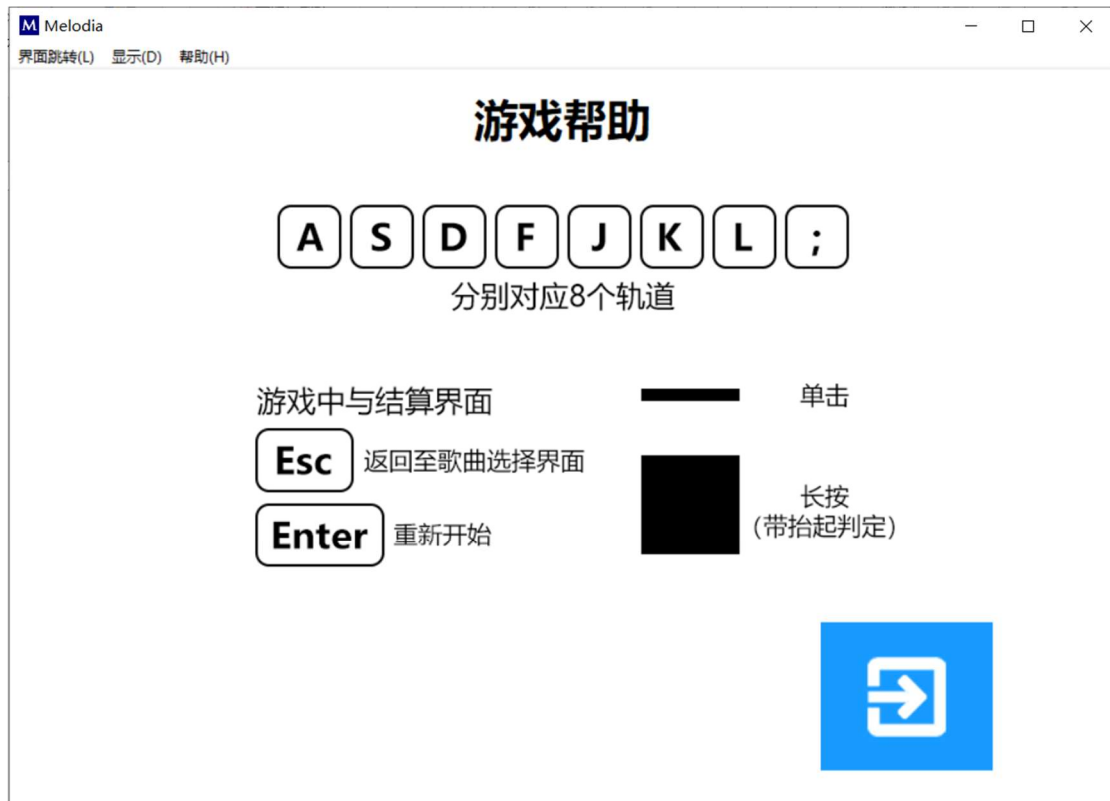 M Melodia
界面跳转(L) 显示(D) 帮助(H)
游戏帮助
A S D F J K L ;
分别对应8个轨道
游戏中与结算界面
Esc 返回至歌曲选择界面
Enter 重新开始
单击
长按
（带抬起判定）